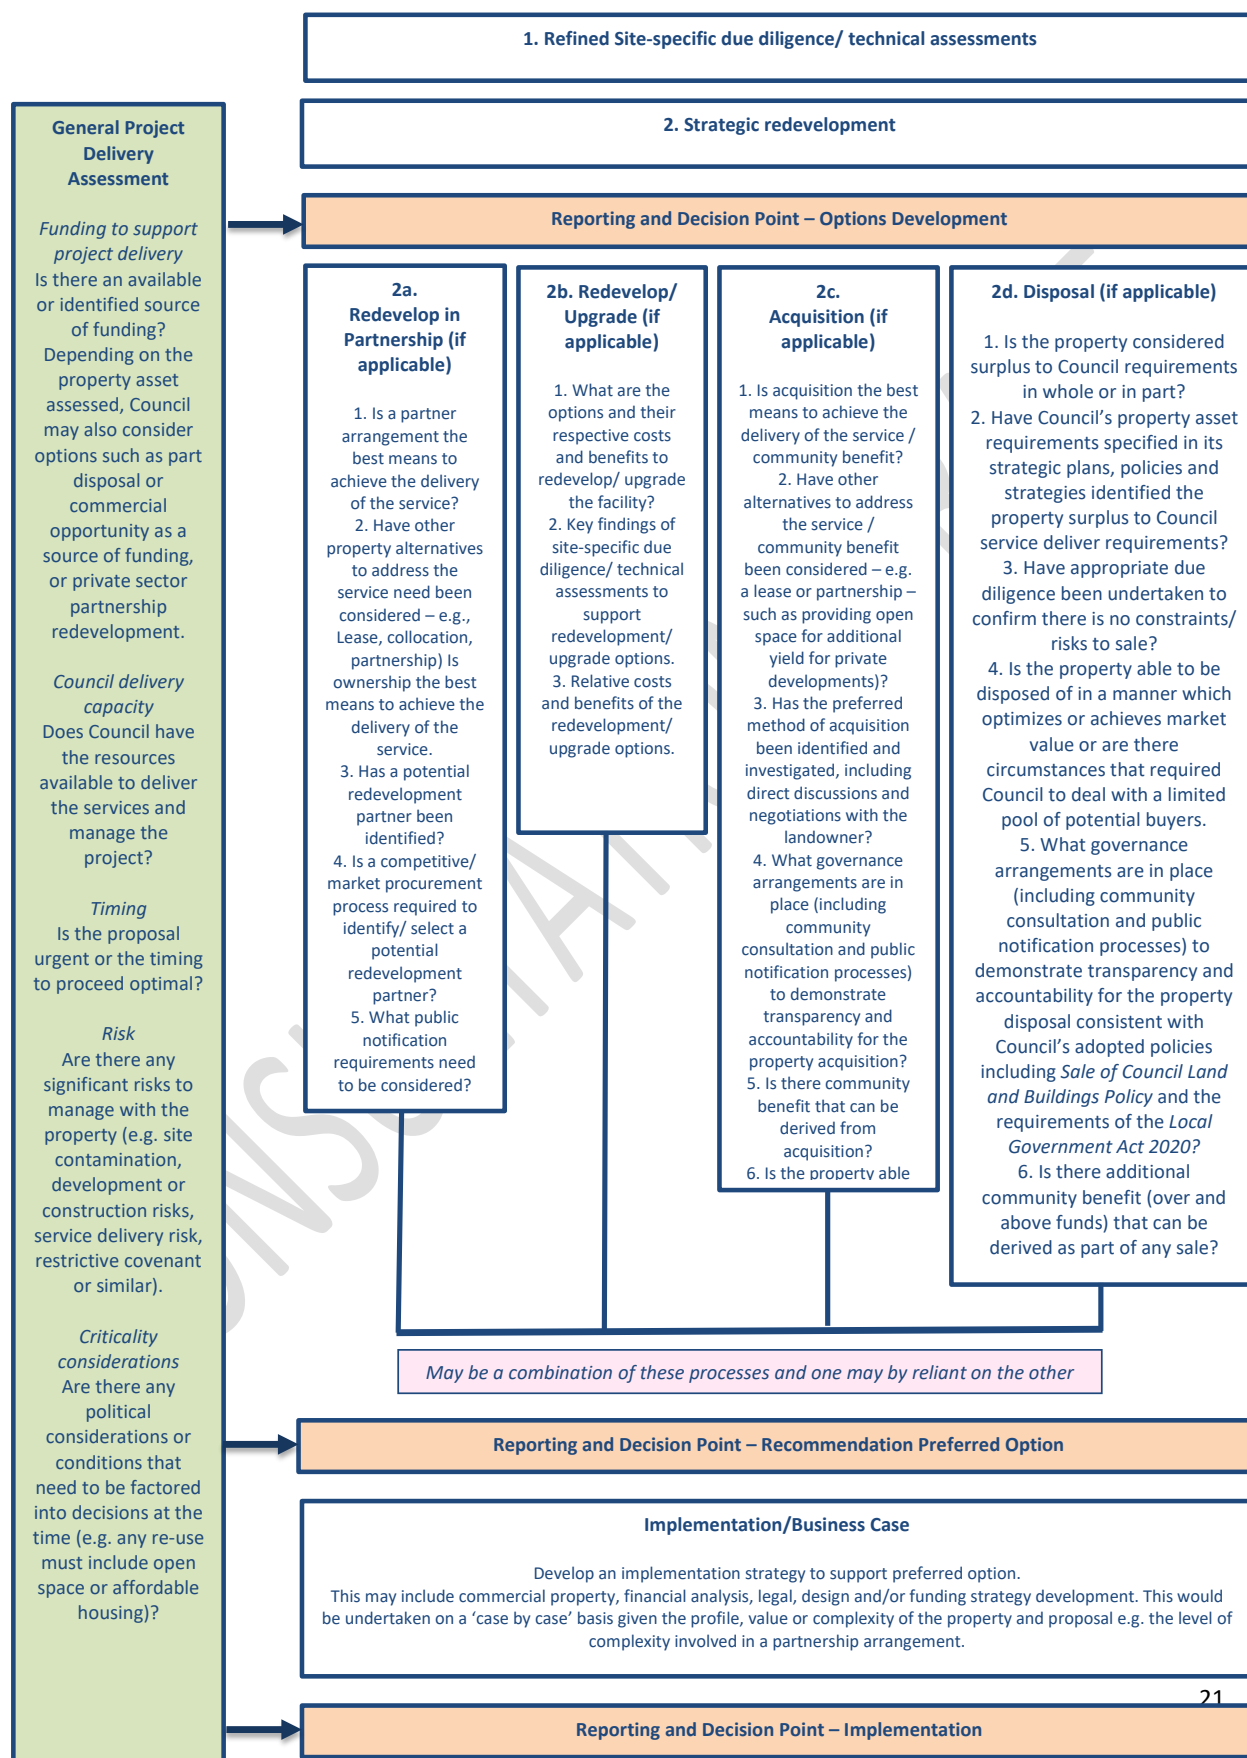 1. Refined Site-specific due diligence/ technical assessments
2. Strategic redevelopment
General Project
Delivery
Assessment
Funding to support
project delivery
Is there an available
or identified source
of funding?
Depending on the
property asset
assessed, Council
may also consider
options such as part
disposal or
commercial
opportunity as a
source of funding,
or private sector
partnership
redevelopment.
Council delivery
capacity
Does Council have
the resources
available to deliver
the services and
manage the
project?
Timing
Is the proposal
urgent or the timing
to proceed optimal?
Risk
Are there any
significant risks to
manage with the
property (e.g. site
contamination,
development or
construction risks,
service delivery risk,
restrictive covenant
or similar).
Criticality
considerations
Are there any
political
considerations or
conditions that
need to be factored
into decisions at the
time (e.g. any re-use
must include open
space or affordable
housing)?
Reporting and Decision Point – Options Development
2a.
Redevelop in
Partnership (if
applicable)
1. Is a partner
arrangement the
best means to
achieve the delivery
of the service?
2. Have other
property alternatives
to address the
service need been
considered – e.g.,
Lease, collocation,
partnership) Is
ownership the best
means to achieve the
delivery of the
service.
3. Has a potential
redevelopment
partner been
identified?
4. Is a competitive/
market procurement
process required to
identify/ select a
potential
redevelopment
partner?
5. What public
notification
requirements need
to be considered?
2b. Redevelop/
Upgrade (if
applicable)
1. What are the
options and their
respective costs
and benefits to
redevelop/ upgrade
the facility?
2. Key findings of
site-specific due
diligence/ technical
assessments to
support
redevelopment/
upgrade options.
3. Relative costs
and benefits of the
redevelopment/
upgrade options.
2c.
Acquisition (if
applicable)
1. Is acquisition the best
means to achieve the
delivery of the service /
community benefit?
2. Have other
alternatives to address
the service /
community benefit
been considered – e.g.
a lease or partnership –
such as providing open
space for additional
yield for private
developments)?
3. Has the preferred
method of acquisition
been identified and
investigated, including
direct discussions and
negotiations with the
landowner?
4. What governance
arrangements are in
place (including
community
consultation and public
notification processes)
to demonstrate
transparency and
accountability for the
property acquisition?
5. Is there community
benefit that can be
derived from
acquisition?
6. Is the property able
2d. Disposal (if applicable)
1. Is the property considered
surplus to Council requirements
in whole or in part?
2. Have Council’s property asset
requirements specified in its
strategic plans, policies and
strategies identified the
property surplus to Council
service deliver requirements?
3. Have appropriate due
diligence been undertaken to
confirm there is no constraints/
risks to sale?
4. Is the property able to be
disposed of in a manner which
optimizes or achieves market
value or are there
circumstances that required
Council to deal with a limited
pool of potential buyers.
5. What governance
arrangements are in place
(including community
consultation and public
notification processes) to
demonstrate transparency and
accountability for the property
disposal consistent with
Council’s adopted policies
including Sale of Council Land
and Buildings Policy and the
requirements of the Local
Government Act 2020?
6. Is there additional
community benefit (over and
above funds) that can be
derived as part of any sale?
May be a combination of these processes and one may by reliant on the other
Reporting and Decision Point – Recommendation Preferred Option
Implementation/Business Case
Develop an implementation strategy to support preferred option.
This may include commercial property, financial analysis, legal, design and/or funding strategy development. This would
be undertaken on a ‘case by case’ basis given the profile, value or complexity of the property and proposal e.g. the level of
complexity involved in a partnership arrangement.
21
Reporting and Decision Point – Implementation